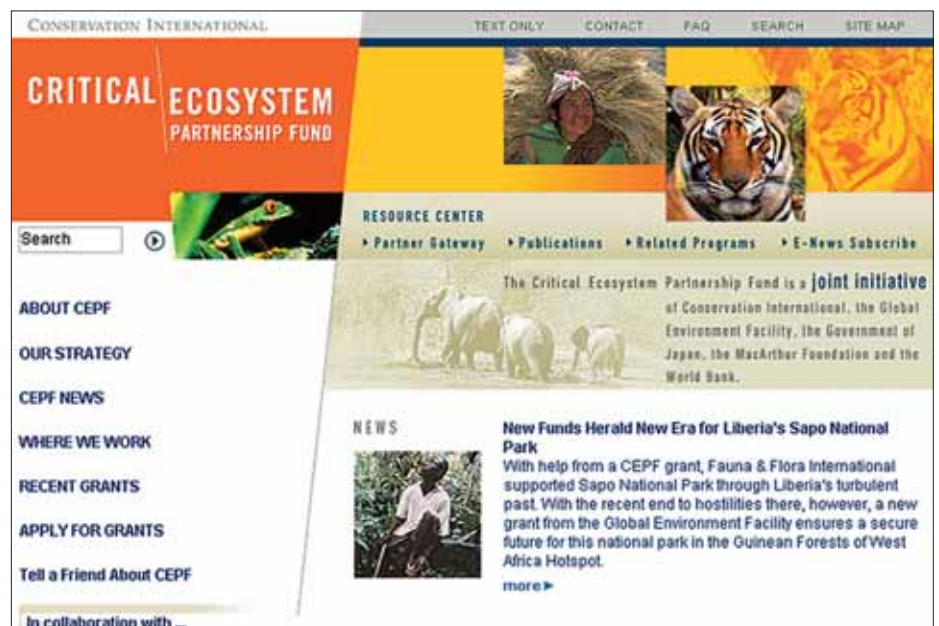 CONSERVATION INTERNATIONAL
TEXT ONLY CONTACT FAQ SEARCH SITE MAP
CRITICAL ECOSYSTEM
PARTNERSHIP FUND
RESOURCE CENTER
Partner Gateway Publications Related Programs E-News Subscribe
The Critical Ecosystem Partnership Fund is a joint initiative
of Conservation International, the Global
Environment Facility, the Government of
Japan, the MacArthur Foundation and the
World Bank.
Search
ABOUT CEPF
OUR STRATEGY
CEPF NEWS
WHERE WE WORK
RECENT GRANTS
APPLY FOR GRANTS
Tell a Friend About CEPF
In collaboration with ...
NEWS
New Funds Herald New Era for Liberia's Sapo National
Park
With help from a CEPF grant, Fauna & Flora International
supported Sapo National Park through Liberia's turbulent
past. With the recent end to hostilities there, however, a new
grant from the Global Environment Facility ensures a secure
future for this national park in the Guinean Forests of West
Africa Hotspot.
more